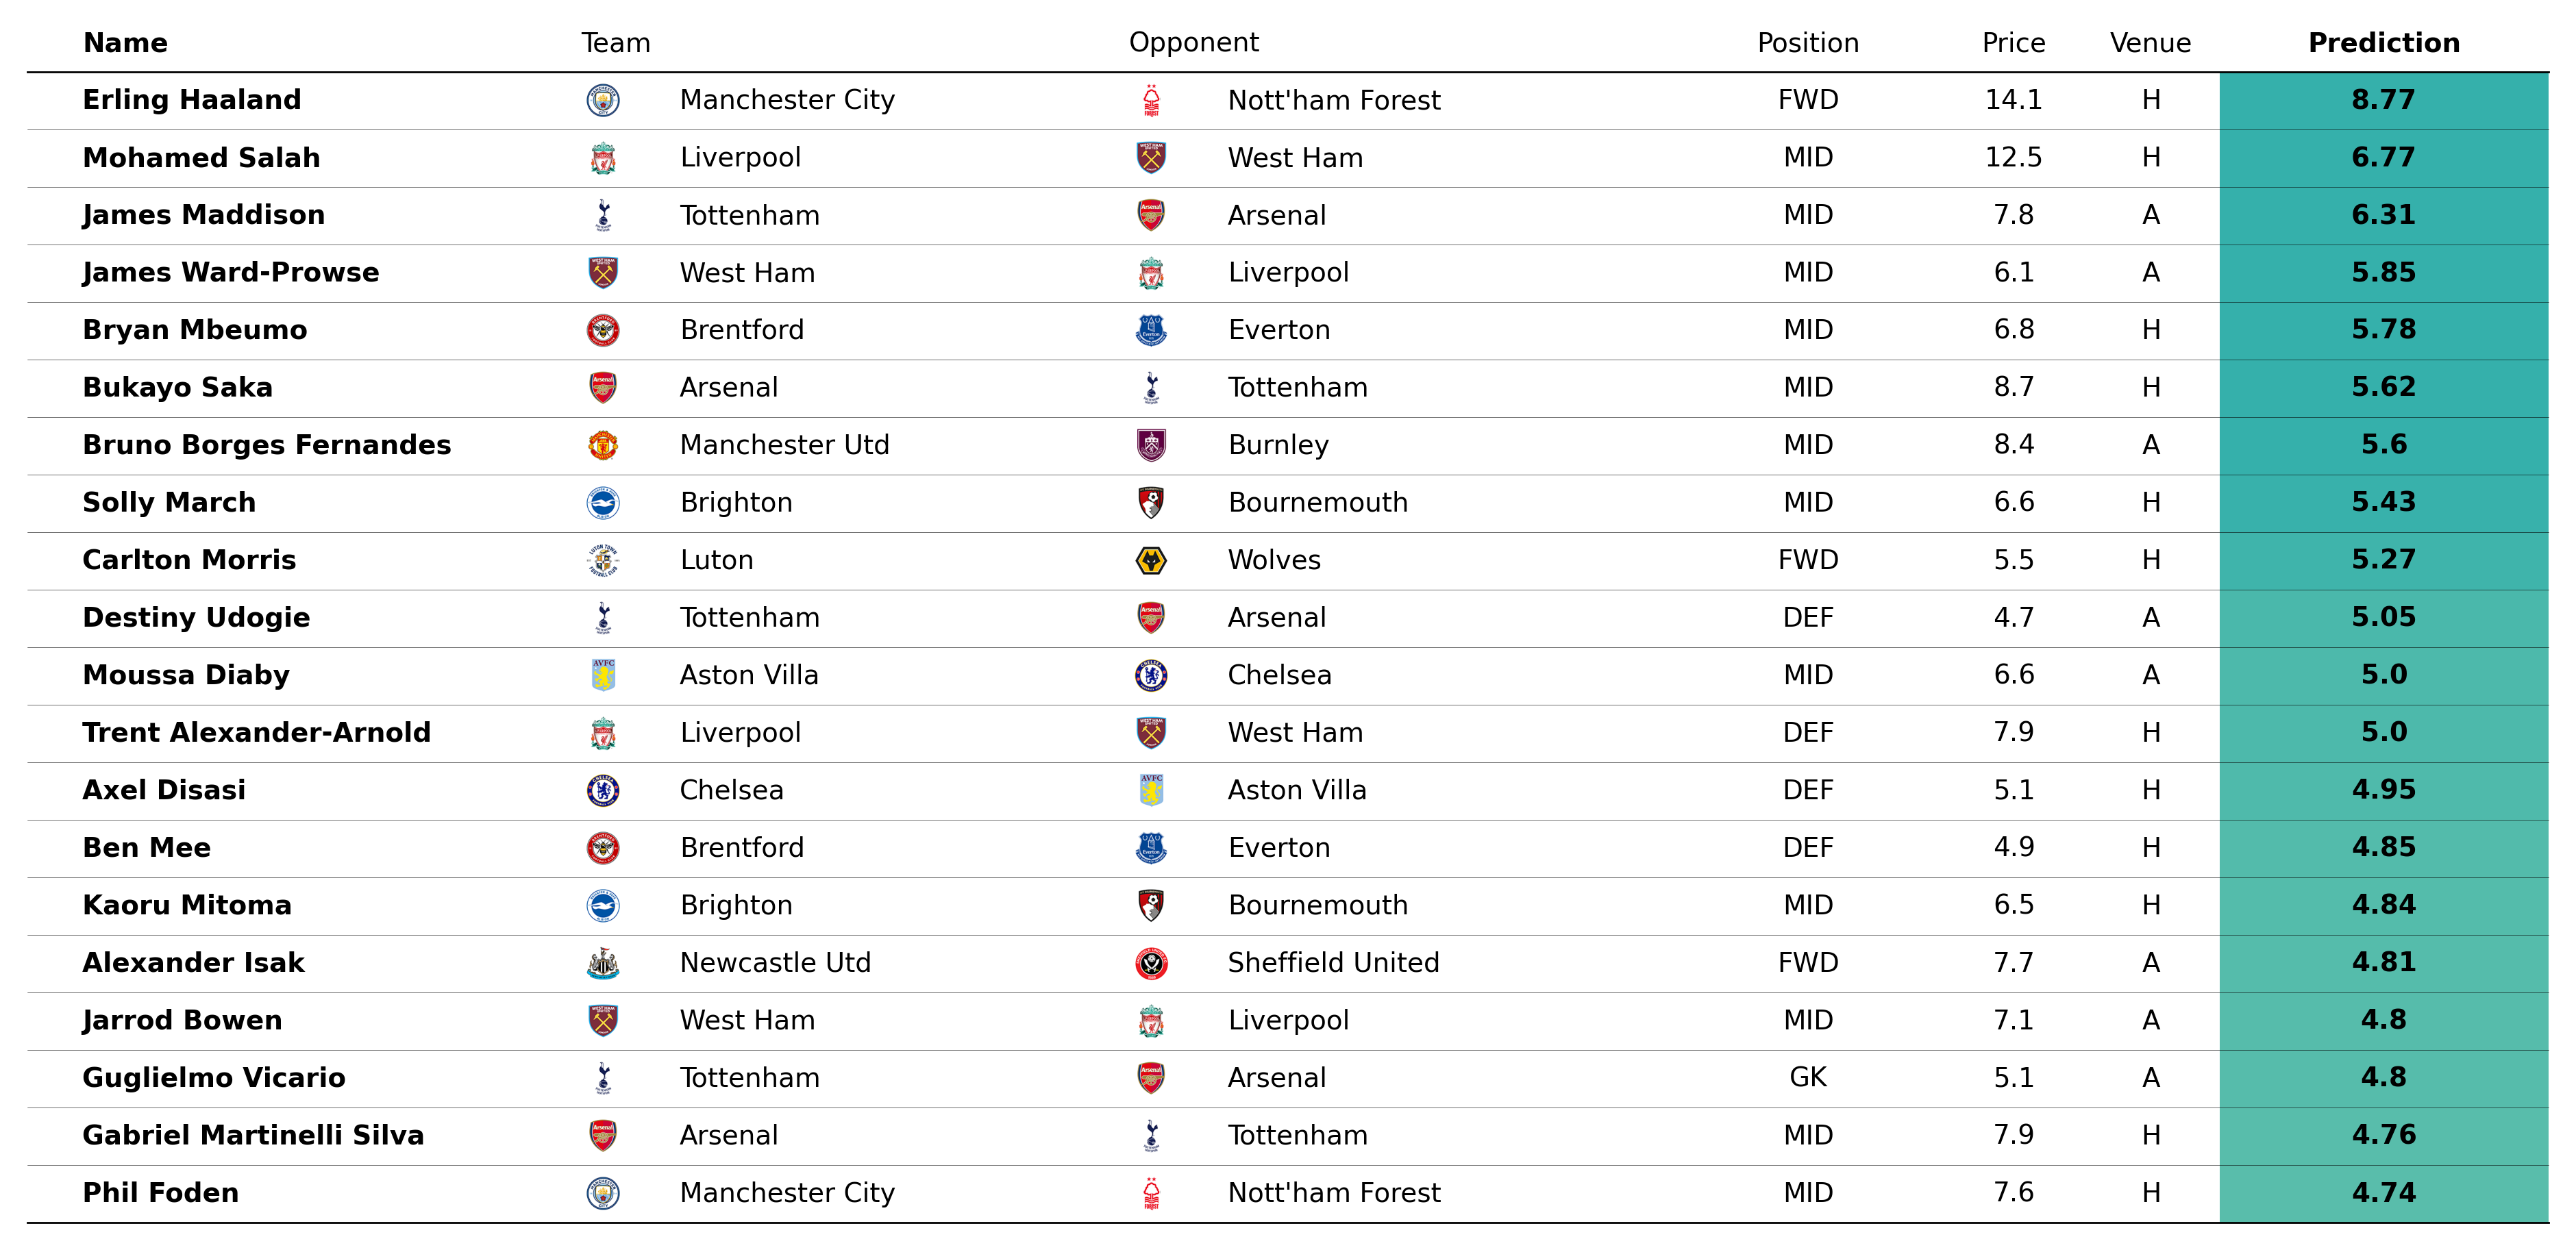 Name Team Opponent Position Price Venue Prediction
Erling Haaland Manchester City Nott'ham Forest FWD 14.1 H 8.77
Mohamed Salah Liverpool West Ham MID 12.5 H 6.77
James Maddison Tottenham Arsenal MID 7.8 A 6.31
James Ward-Prowse West Ham Liverpool MID 6.1 A 5.85
Bryan Mbeumo Brentford Everton MID 6.8 H 5.78
Bukayo Saka Arsenal Tottenham MID 8.7 H 5.62
Bruno Borges Fernandes Manchester Utd Burnley MID 8.4 A 5.6
Solly March Brighton Bournemouth MID 6.6 H 5.43
Carlton Morris Luton Wolves FWD 5.5 H 5.27
Destiny Udogie Tottenham Arsenal DEF 4.7 A 5.05
Moussa Diaby Aston Villa Chelsea MID 6.6 A 5.0
Trent Alexander-Arnold Liverpool West Ham DEF 7.9 H 5.0
Axel Disasi Chelsea Aston Villa DEF 5.1 H 4.95
Ben Mee Brentford Everton DEF 4.9 H 4.85
Kaoru Mitoma Brighton Bournemouth MID 6.5 H 4.84
Alexander Isak Newcastle Utd Sheffield United FWD 7.7 A 4.81
Jarrod Bowen West Ham Liverpool MID 7.1 A 4.8
Guglielmo Vicario Tottenham Arsenal GK 5.1 A 4.8
Gabriel Martinelli Silva Arsenal Tottenham MID 7.9 H 4.76
Phil Foden Manchester City Nott'ham Forest MID 7.6 H 4.74